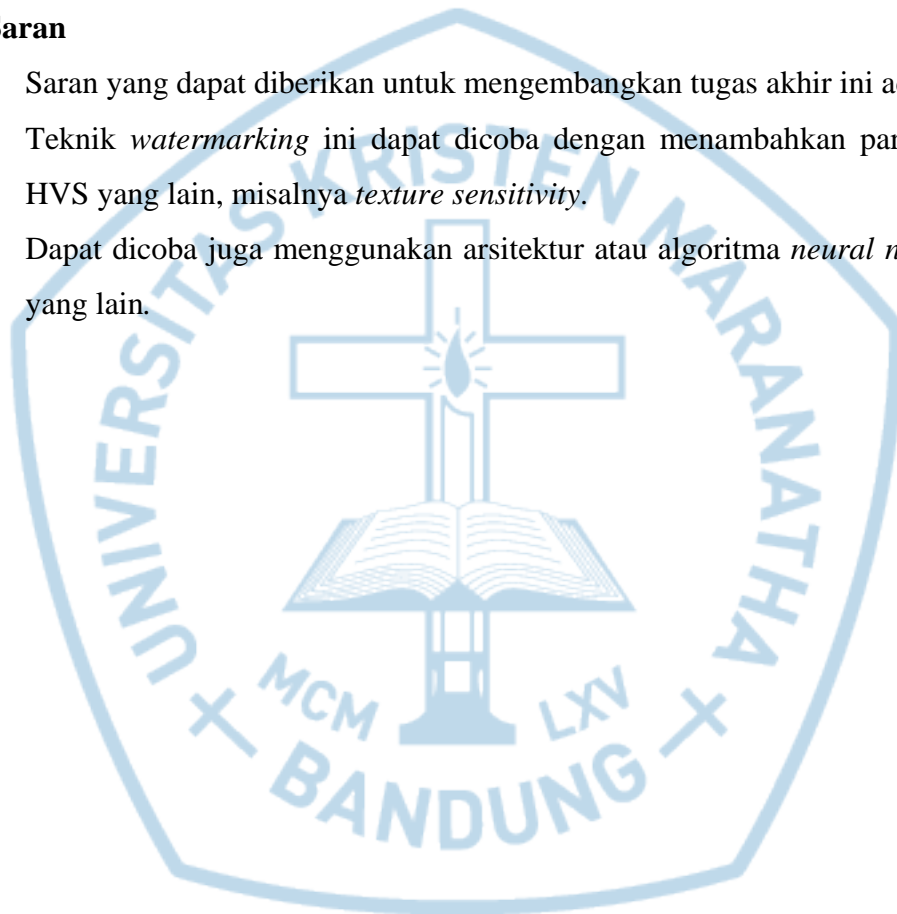 Saran
Saran yang dapat diberikan untuk mengembangkan tugas akhir ini
Teknik watermarking ini dapat dicoba dengan menambahkan
HVS yang lain, misalnya texture sensitivity.
Dapat dicoba juga menggunakan arsitektur atau algoritma neural
yang lain.
UNIVERSITAS KRISTEN MARANATHA
MCM LXV
BANDUNG